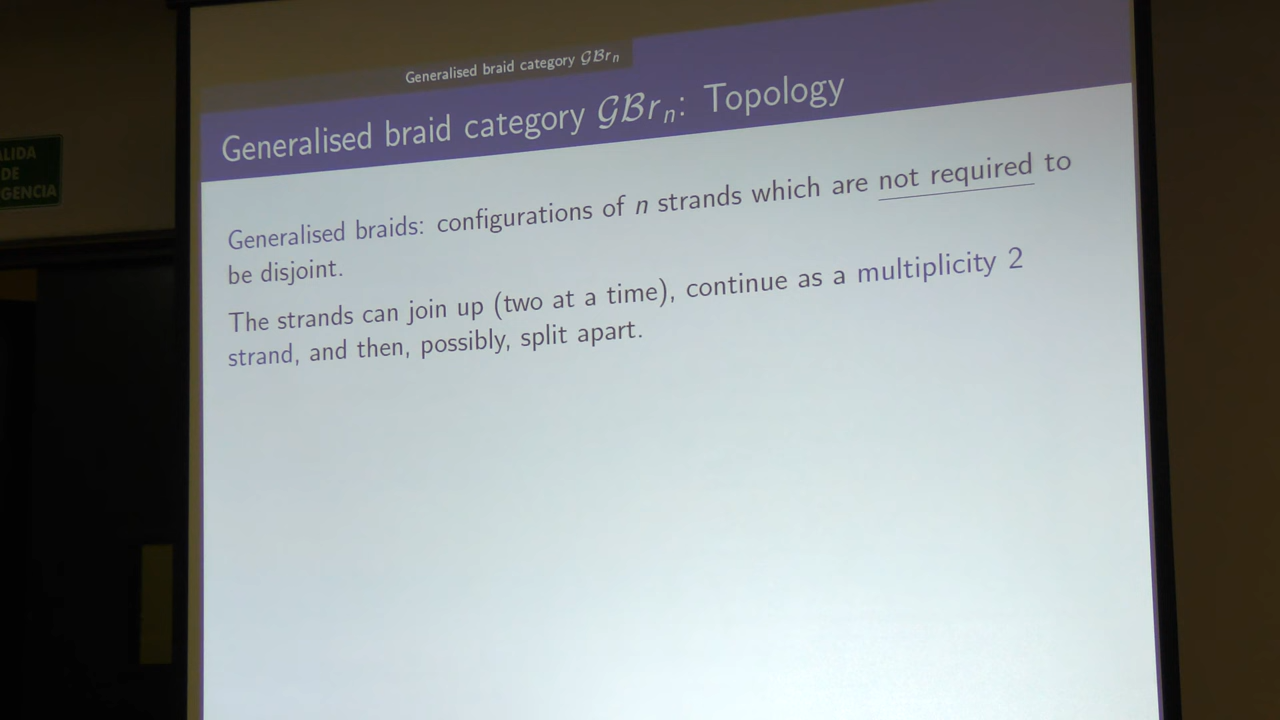 Generalised braid category 𝒢ℬr_n
Generalised braid category 𝒢ℬr_n: Topology
Generalised braids: configurations of n strands which are not required to
be disjoint.
The strands can join up (two at a time), continue as a multiplicity 2
strand, and then, possibly, split apart.
DE